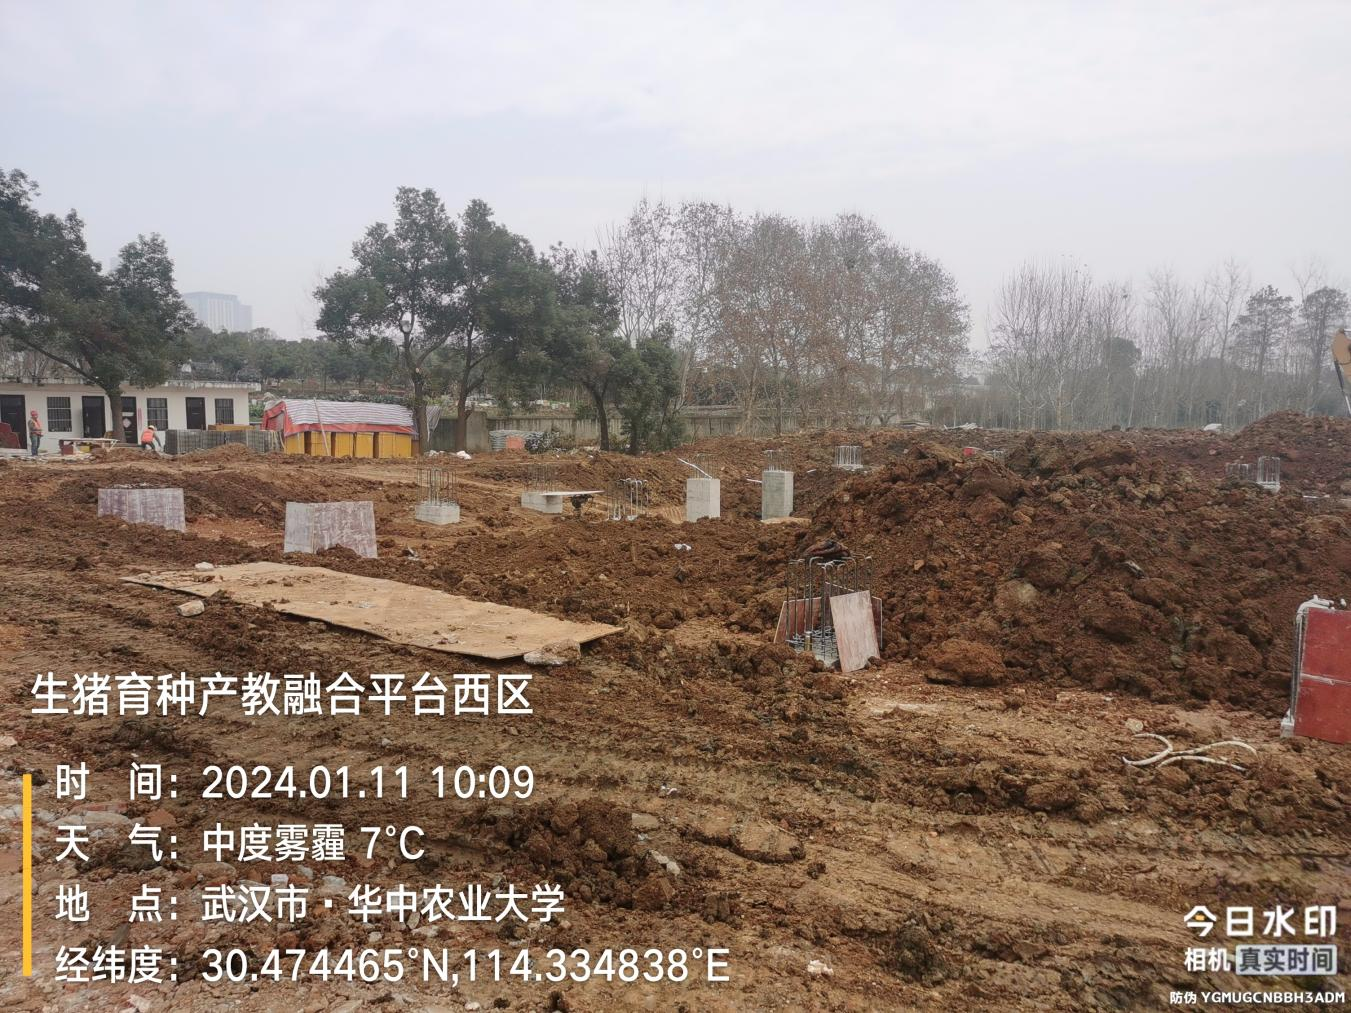 生猪育种产教融合平台西区
时 间：2024.01.11 10:09
天 气：中度雾霾 7°C
地 点：武汉市·华中农业大学
经纬度：30.474465°N,114.334838°E
今日水印
相机 真实时间
防伪 YGMUGCNBBH3ADM